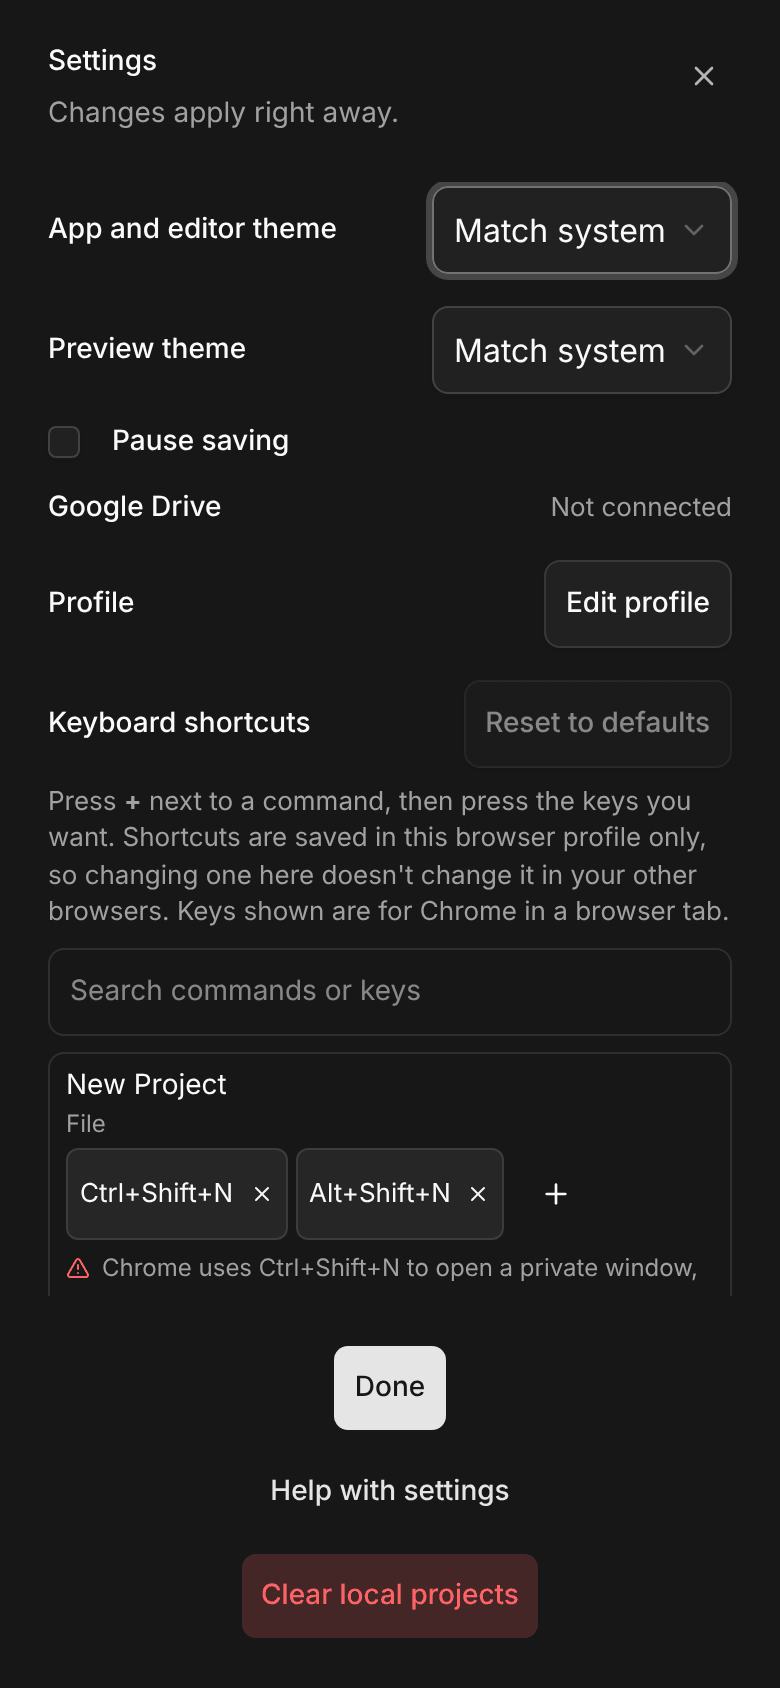 Settings
Changes apply right away.
App and editor theme
Match system
Preview theme
Match system
Pause saving
Google Drive
Not connected
Profile
Edit profile
Keyboard shortcuts
Reset to defaults
Press + next to a command, then press the keys you
want. Shortcuts are saved in this browser profile only,
so changing one here doesn't change it in your other
browsers. Keys shown are for Chrome in a browser tab.
Search commands or keys
New Project
File
Ctrl+Shift+N
Alt+Shift+N
Chrome uses Ctrl+Shift+N to open a private window,
Done
Help with settings
Clear local projects